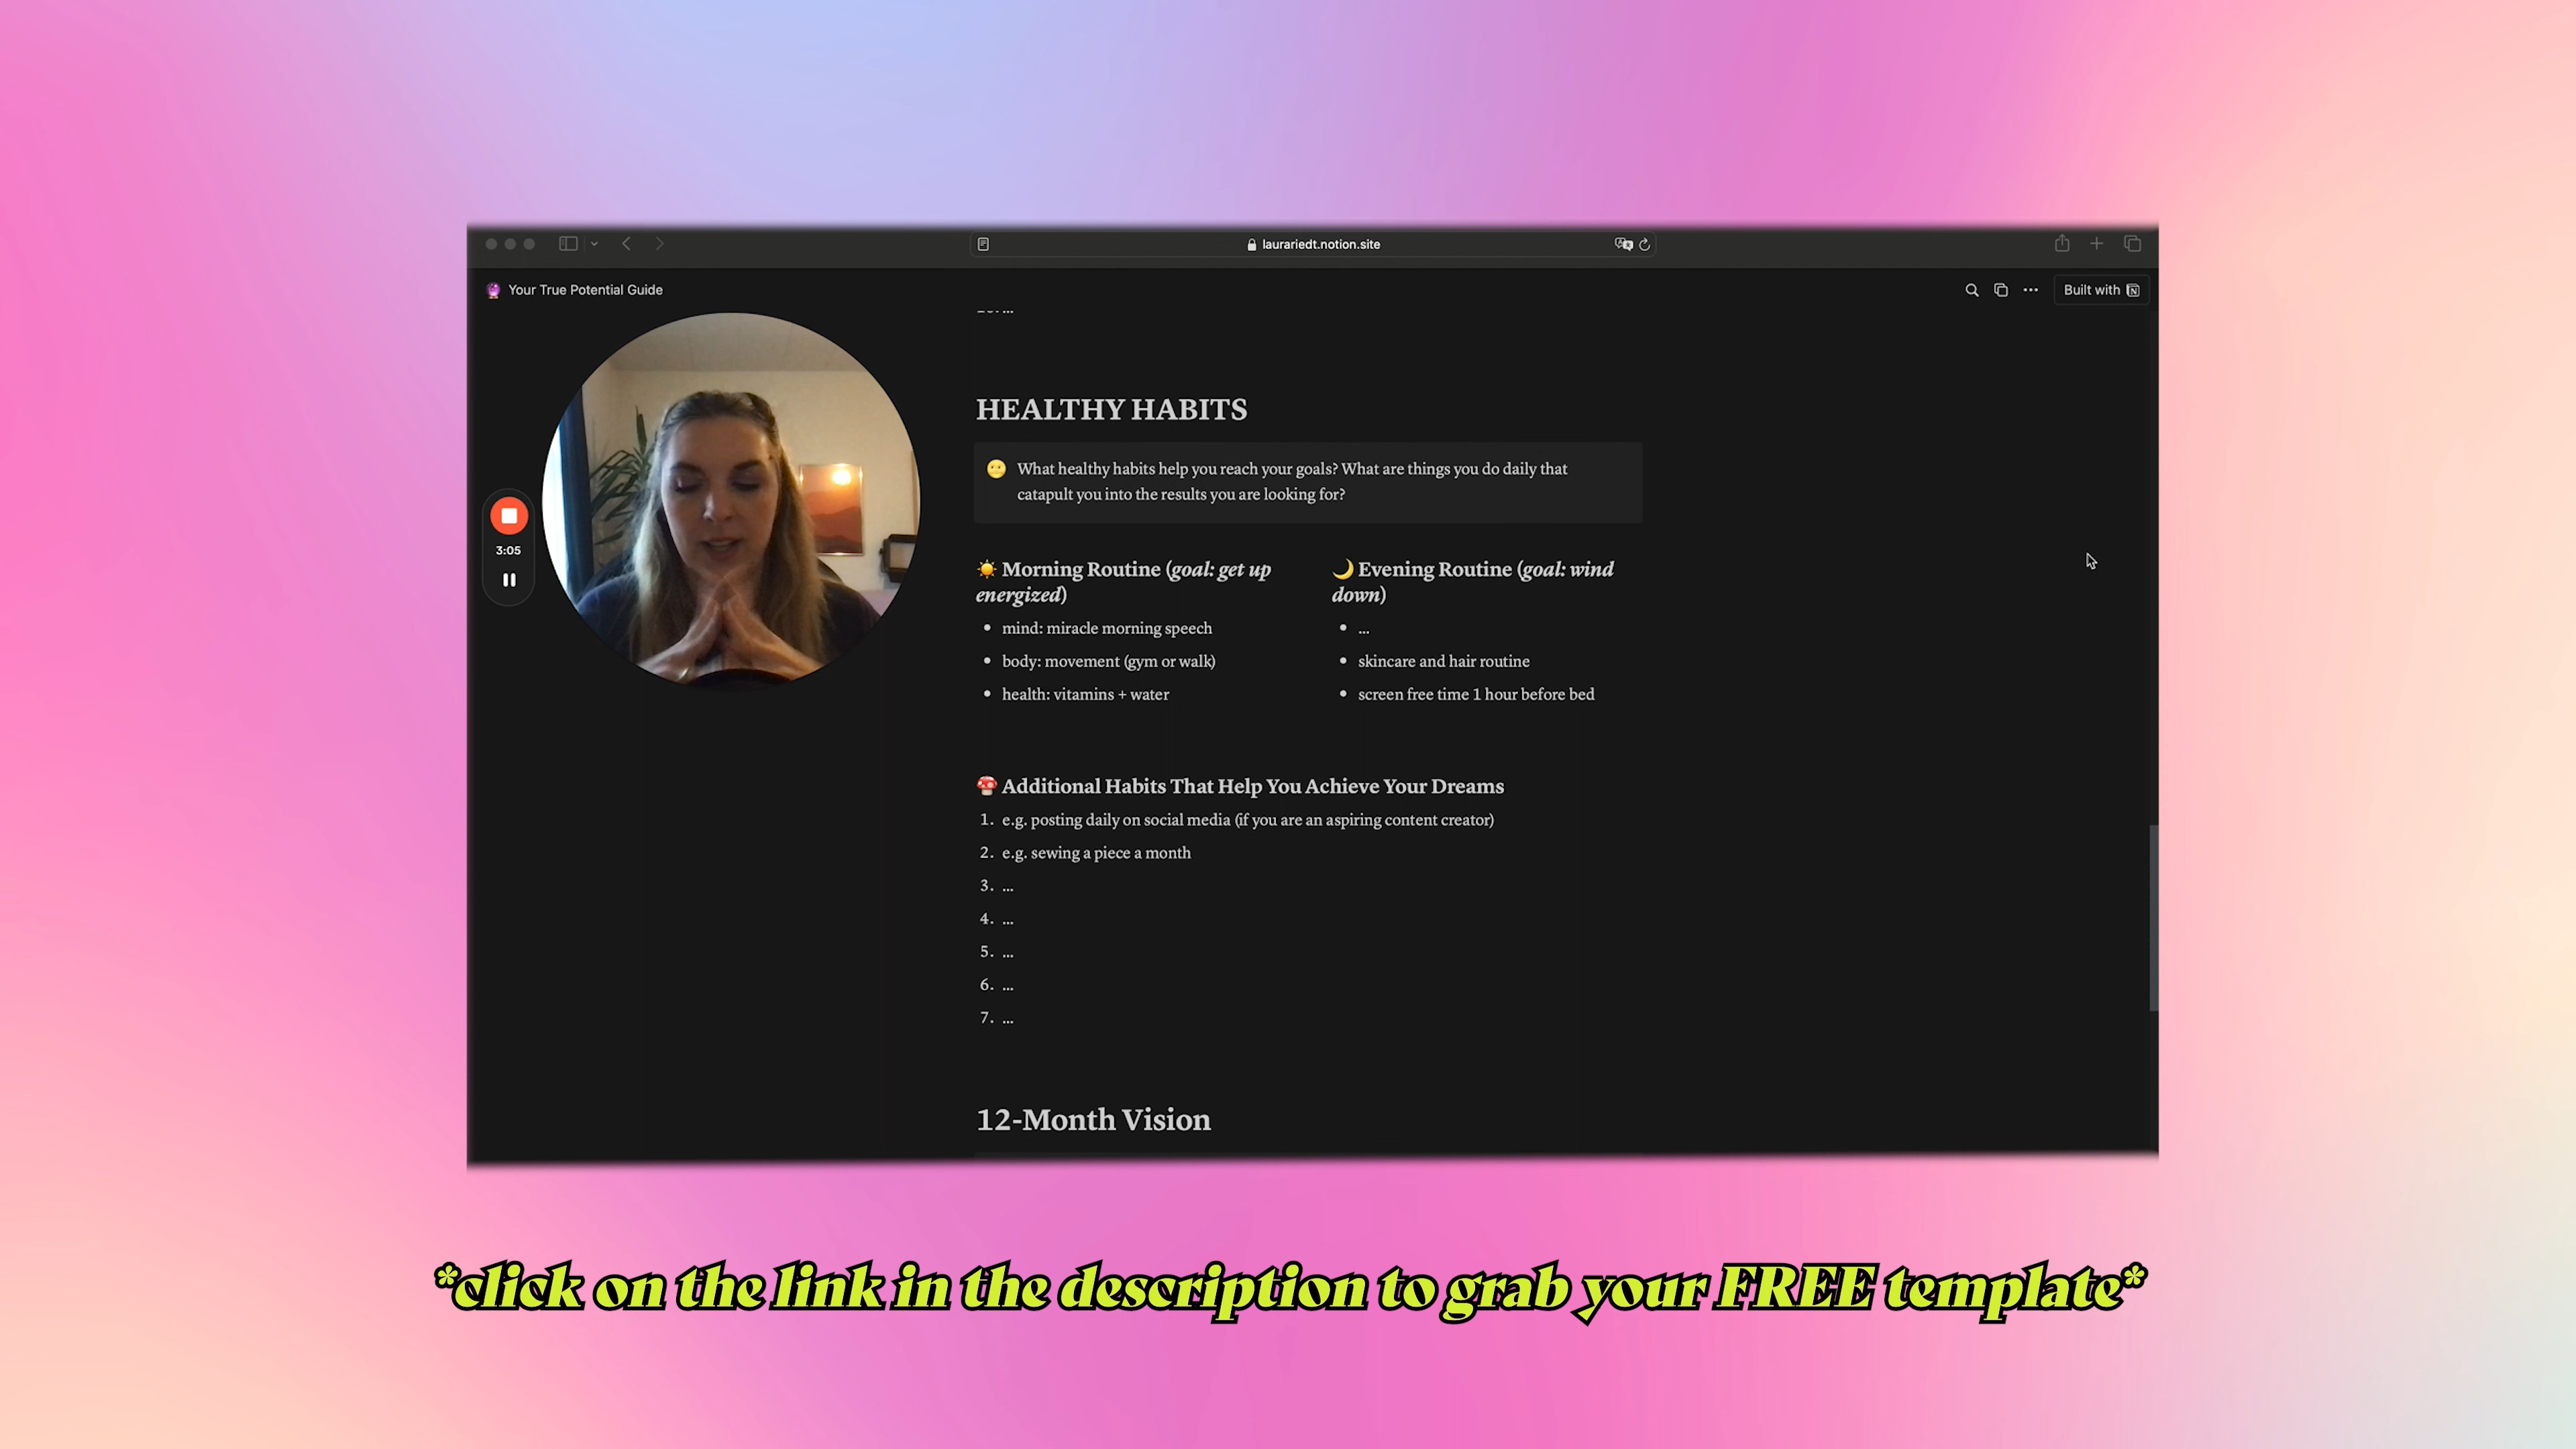 laurariedt.notion.site
Your True Potential Guide
Built with
HEALTHY HABITS
What healthy habits help you reach your goals? What are things you do daily that
catapult you into the results you are looking for?
3:05
☀️ Morning Routine (goal: get up
energized)
• mind: miracle morning speech
• body: movement (gym or walk)
• health: vitamins + water
🌙 Evening Routine (goal: wind
down)
• ...
• skincare and hair routine
• screen free time 1 hour before bed
🍄 Additional Habits That Help You Achieve Your Dreams
1. e.g. posting daily on social media (if you are an aspiring content creator)
2. e.g. sewing a piece a month
3. ...
4. ...
5. ...
6. ...
7. ...
12-Month Vision
*click on the link in the description to grab your FREE template*